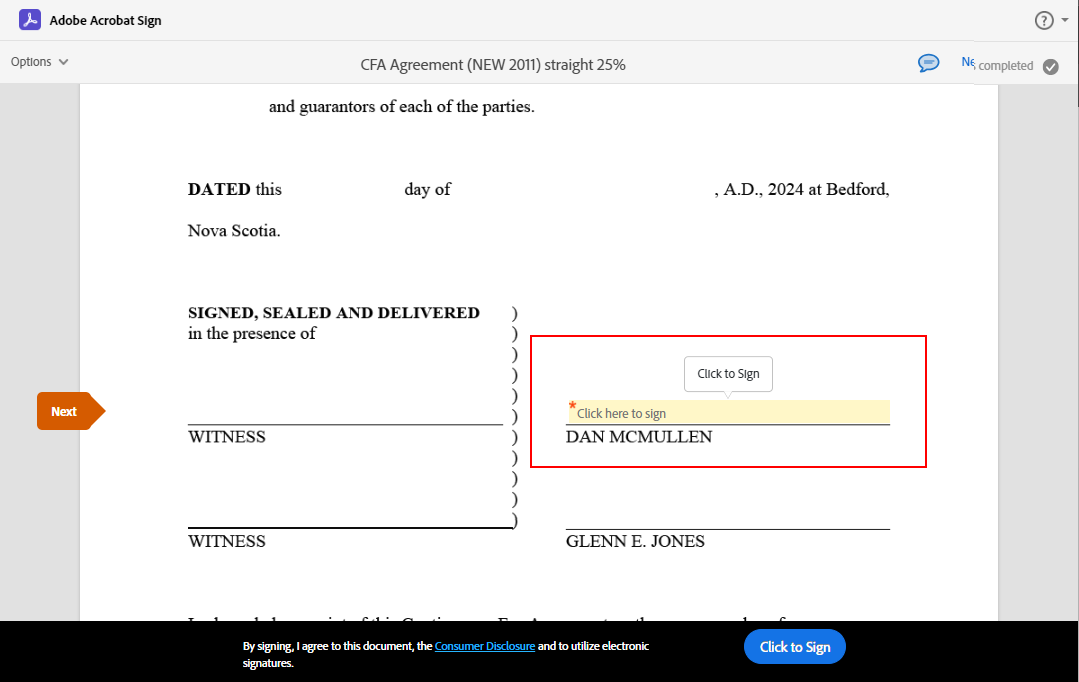 Adobe Acrobat Sign
?
Options
CFA Agreement (NEW 2011) straight 25%
completed
and guarantors of each of the parties.
DATED this day of , A.D., 2024 at Bedford,
Nova Scotia.
SIGNED, SEALED AND DELIVERED )
in the presence of )
)
)
Click to Sign
)
Next
* Click here to sign
)
WITNESS ) DAN MCMULLEN
)
)
)
)
WITNESS GLENN E. JONES
By signing, I agree to this document, the Consumer Disclosure and to utilize electronic
signatures.
Click to Sign